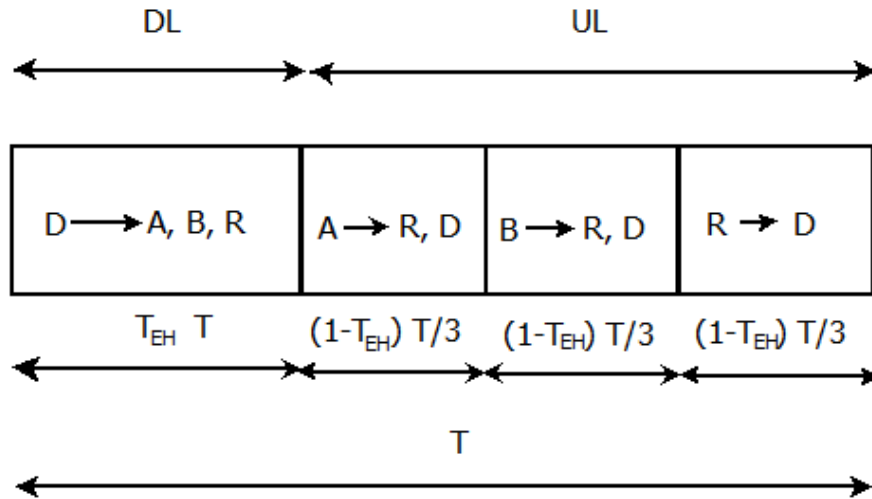 DL UL
D → A, B, R A → R, D B → R, D R → D
T_EH T (1-T_EH) T/3 (1-T_EH) T/3 (1-T_EH) T/3
T